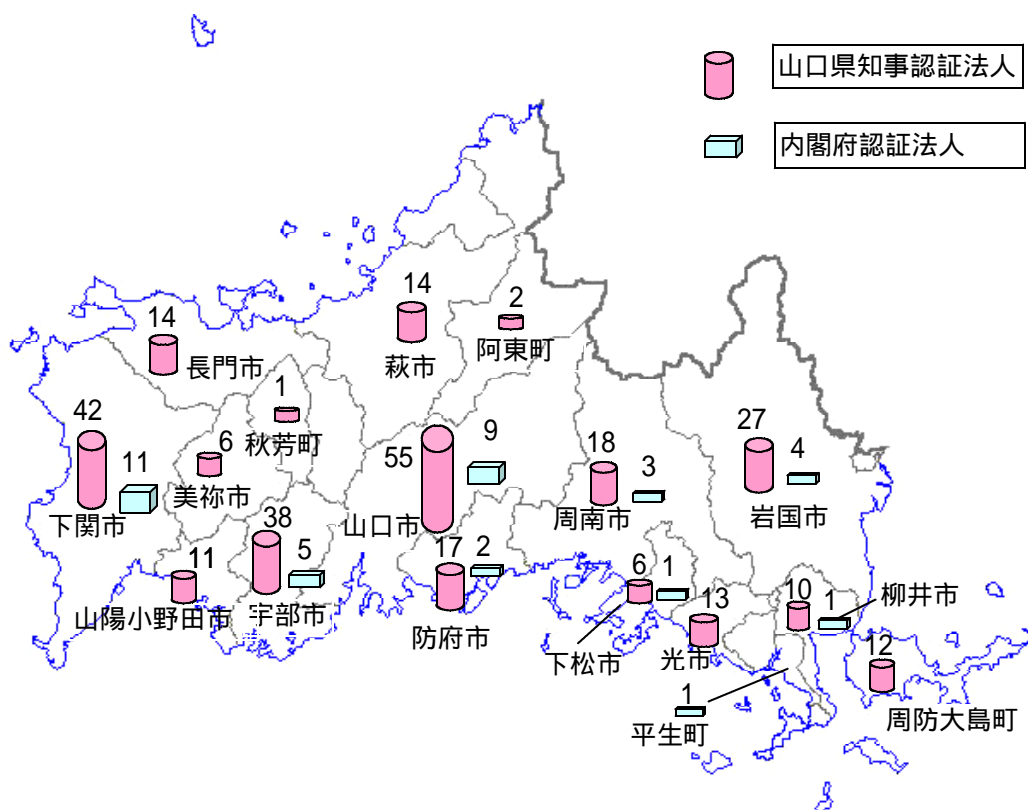 山口県知事認証法人
内閣府認証法人
14
萩市
2
阿東町
14
長門市
1
秋芳町
42
11
下関市
6
美祢市
55
9
山口市
18
3
周南市
27
4
岩国市
38
5
宇部市
11
山陽小野田市
17
2
防府市
6
1
下松市
13
光市
10
1
柳井市
12
周防大島町
1
平生町